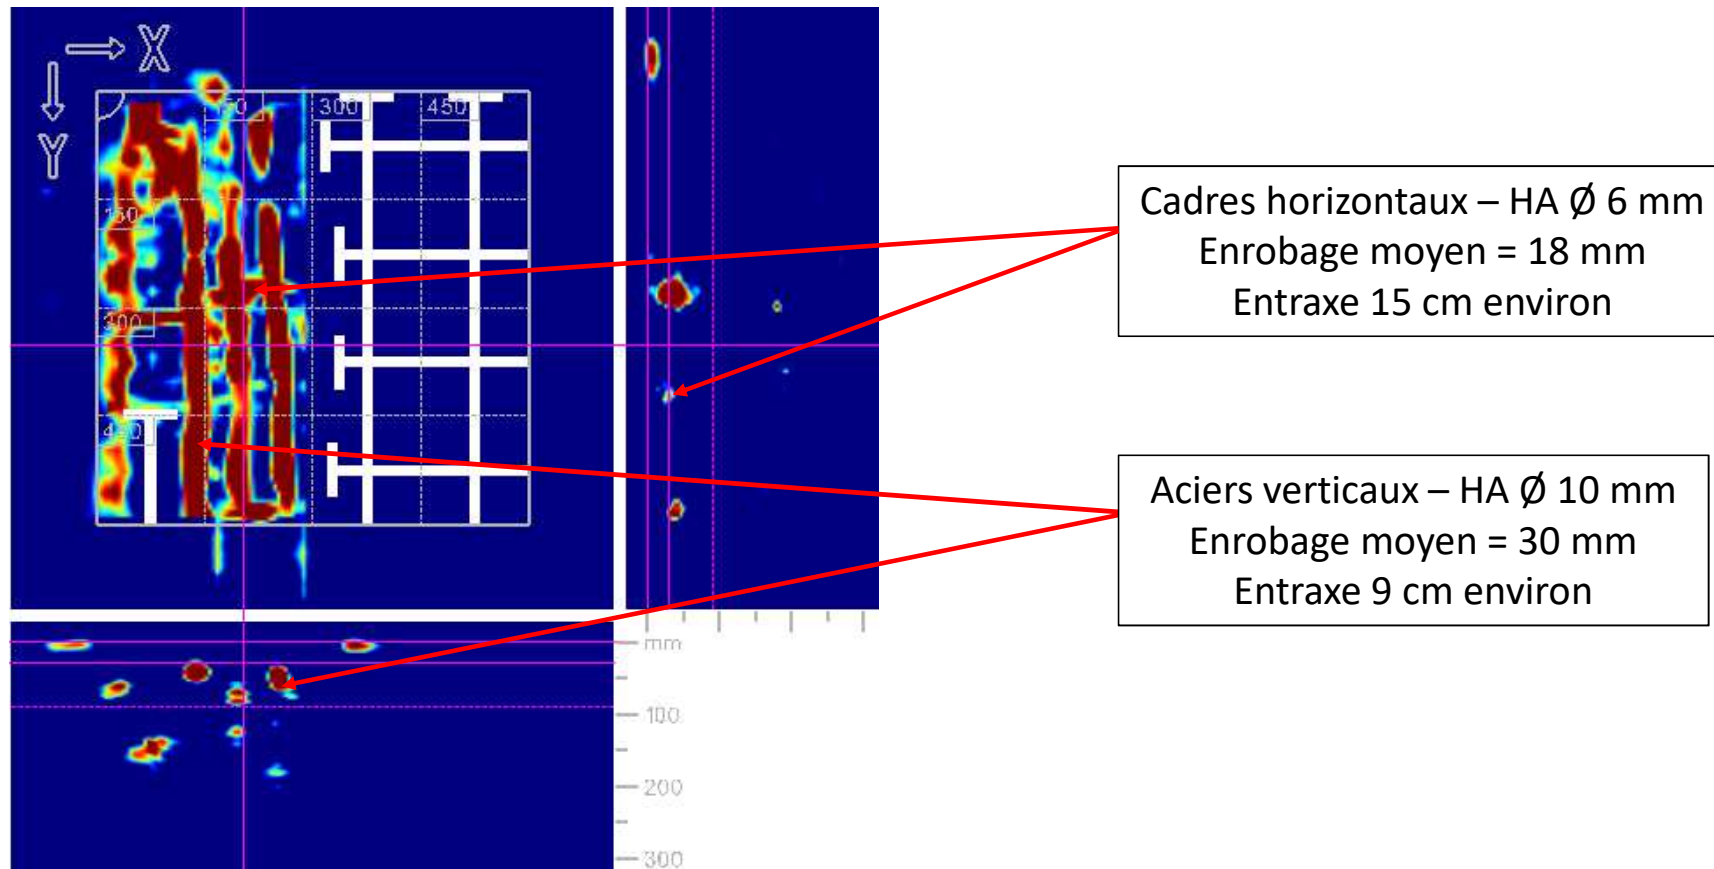 X
Y
150
300
450
150
300
450
Cadres horizontaux – HA Ø 6 mm
Enrobage moyen = 18 mm
Entraxe 15 cm environ
Aciers verticaux – HA Ø 10 mm
Enrobage moyen = 30 mm
Entraxe 9 cm environ
mm
100
200
300